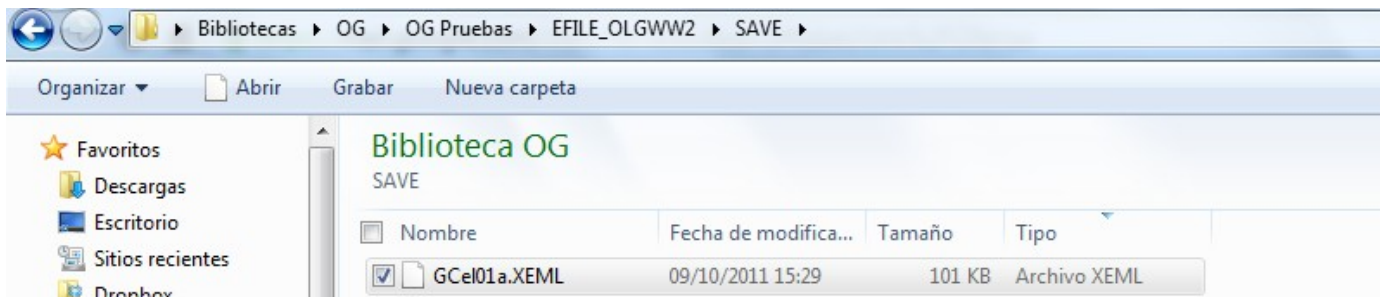 Bibliotecas ▸ OG ▸ OG Pruebas ▸ EFILE_OLGWW2 ▸ SAVE ▸
Organizar ▾ Abrir Grabar Nueva carpeta
Favoritos
Descargas
Escritorio
Sitios recientes
Dropbox
Biblioteca OG
SAVE
Nombre Fecha de modifica... Tamaño Tipo
GCel01a.XEML 09/10/2011 15:29 101 KB Archivo XEML